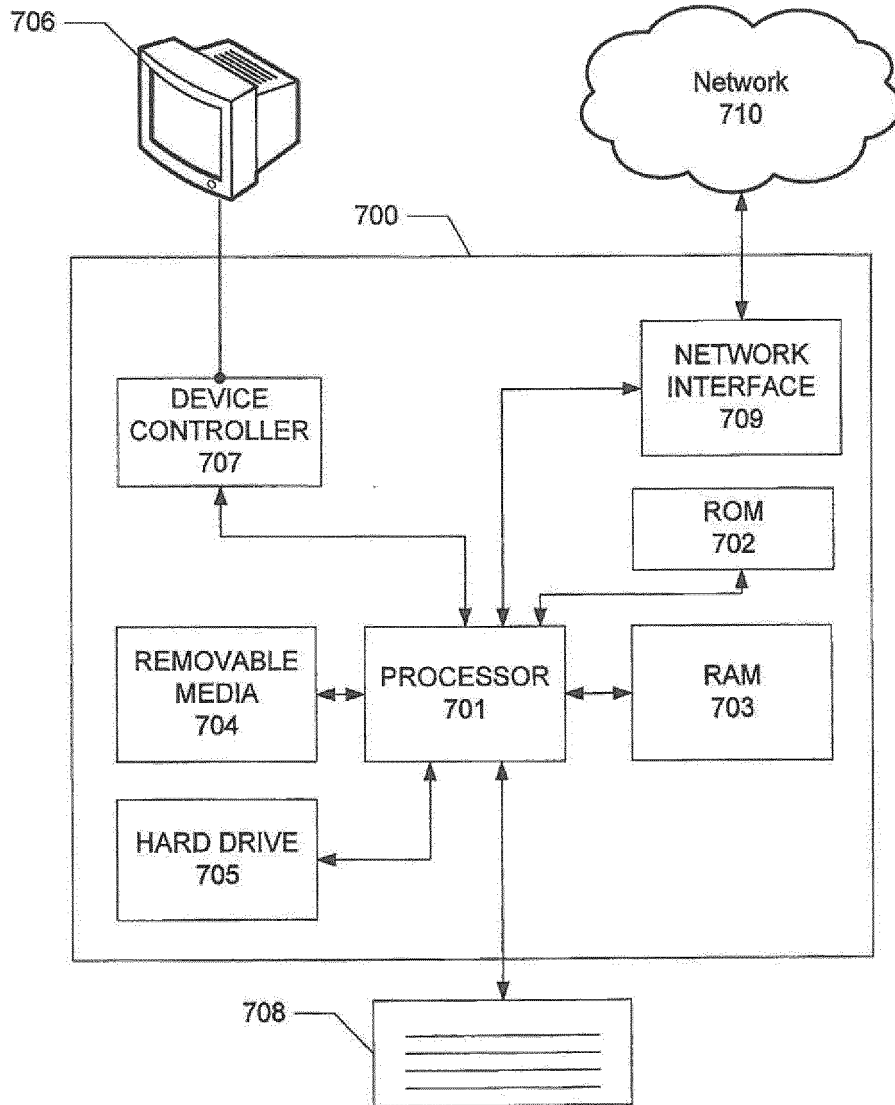 706
Network
710
700
NETWORK
INTERFACE
709
DEVICE
CONTROLLER
707
ROM
702
REMOVABLE
MEDIA
704
PROCESSOR
701
RAM
703
HARD DRIVE
705
708